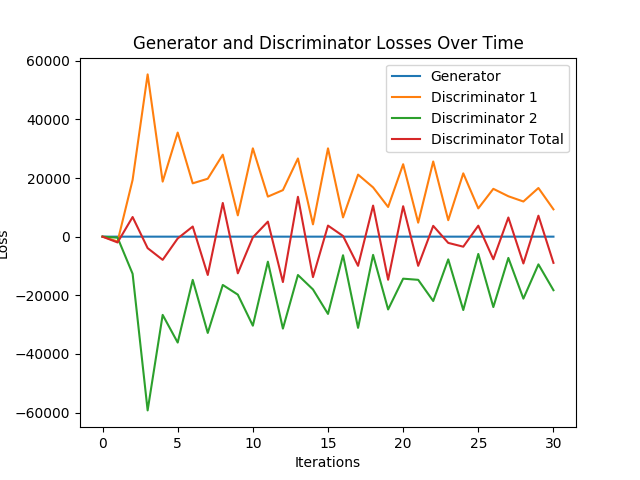 Generator and Discriminator Losses Over Time
Generator
Discriminator 1
Discriminator 2
Discriminator Total
60000
40000
20000
0
−20000
−40000
−60000
Loss
0 5 10 15 20 25 30
Iterations